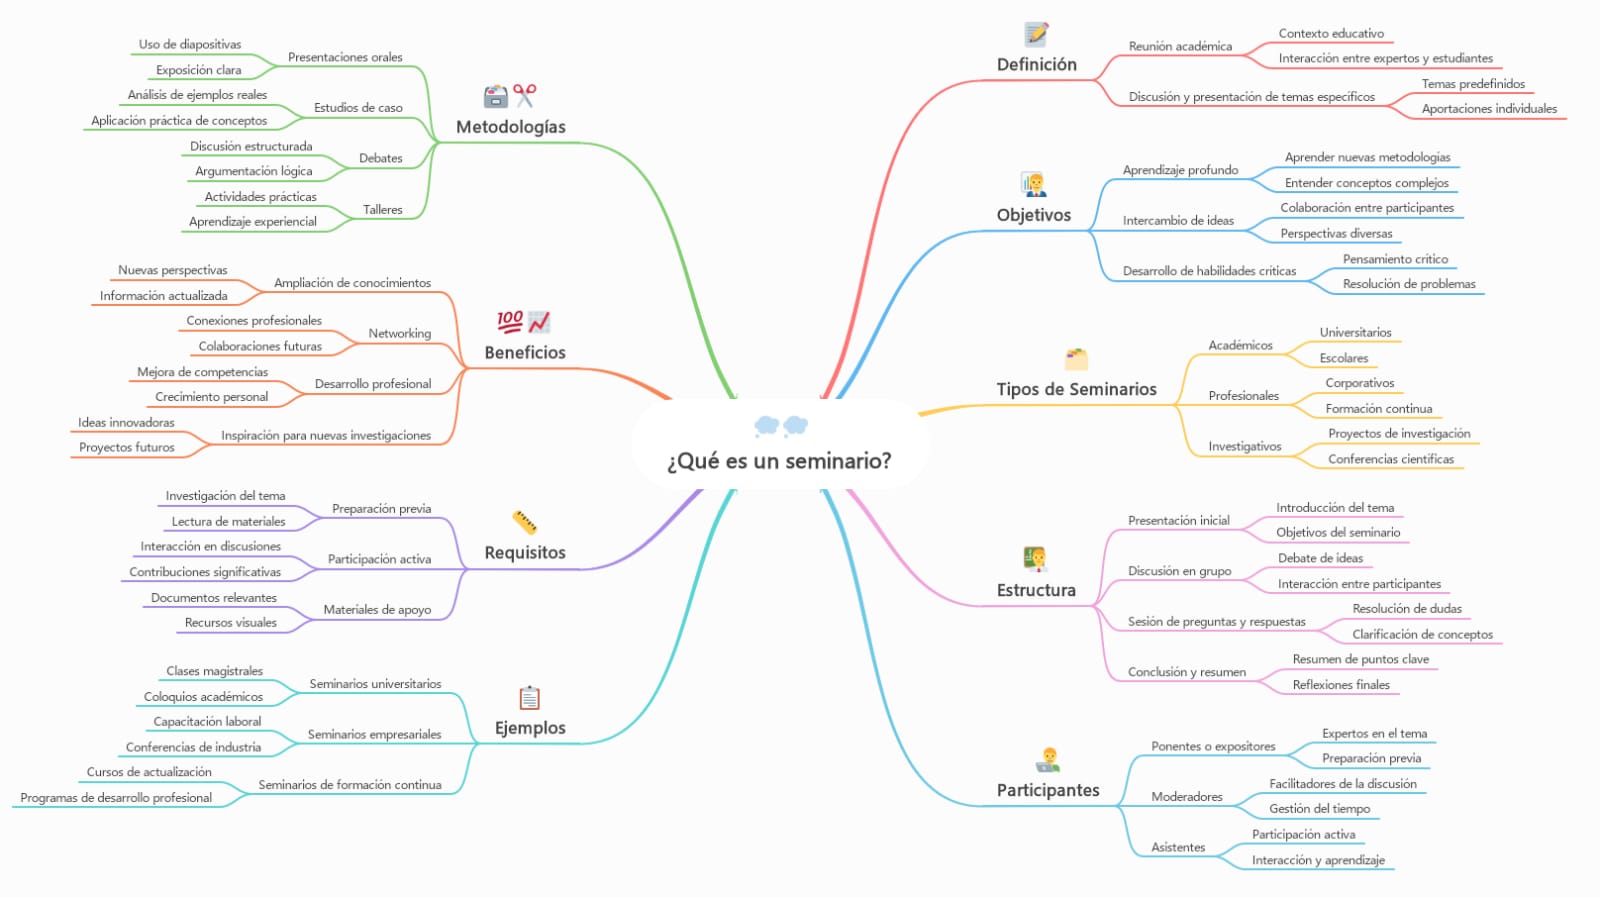 ¿Qué es un seminario?
Definición
Reunión académica
Contexto educativo
Interacción entre expertos y estudiantes
Discusión y presentación de temas específicos
Temas predefinidos
Aportaciones individuales
Objetivos
Aprendizaje profundo
Aprender nuevas metodologías
Entender conceptos complejos
Intercambio de ideas
Colaboración entre participantes
Perspectivas diversas
Desarrollo de habilidades críticas
Pensamiento crítico
Resolución de problemas
Tipos de Seminarios
Académicos
Universitarios
Escolares
Profesionales
Corporativos
Formación continua
Investigativos
Proyectos de investigación
Conferencias científicas
Estructura
Presentación inicial
Introducción del tema
Objetivos del seminario
Discusión en grupo
Debate de ideas
Interacción entre participantes
Sesión de preguntas y respuestas
Resolución de dudas
Clarificación de conceptos
Conclusión y resumen
Resumen de puntos clave
Reflexiones finales
Participantes
Ponentes o expositores
Expertos en el tema
Preparación previa
Moderadores
Facilitadores de la discusión
Gestión del tiempo
Asistentes
Participación activa
Interacción y aprendizaje
Metodologías
Presentaciones orales
Uso de diapositivas
Exposición clara
Estudios de caso
Análisis de ejemplos reales
Aplicación práctica de conceptos
Debates
Discusión estructurada
Argumentación lógica
Talleres
Actividades prácticas
Aprendizaje experiencial
100
Beneficios
Ampliación de conocimientos
Nuevas perspectivas
Información actualizada
Networking
Conexiones profesionales
Colaboraciones futuras
Desarrollo profesional
Mejora de competencias
Crecimiento personal
Inspiración para nuevas investigaciones
Ideas innovadoras
Proyectos futuros
Requisitos
Preparación previa
Investigación del tema
Lectura de materiales
Participación activa
Interacción en discusiones
Contribuciones significativas
Materiales de apoyo
Documentos relevantes
Recursos visuales
Ejemplos
Seminarios universitarios
Clases magistrales
Coloquios académicos
Seminarios empresariales
Capacitación laboral
Conferencias de industria
Seminarios de formación continua
Cursos de actualización
Programas de desarrollo profesional